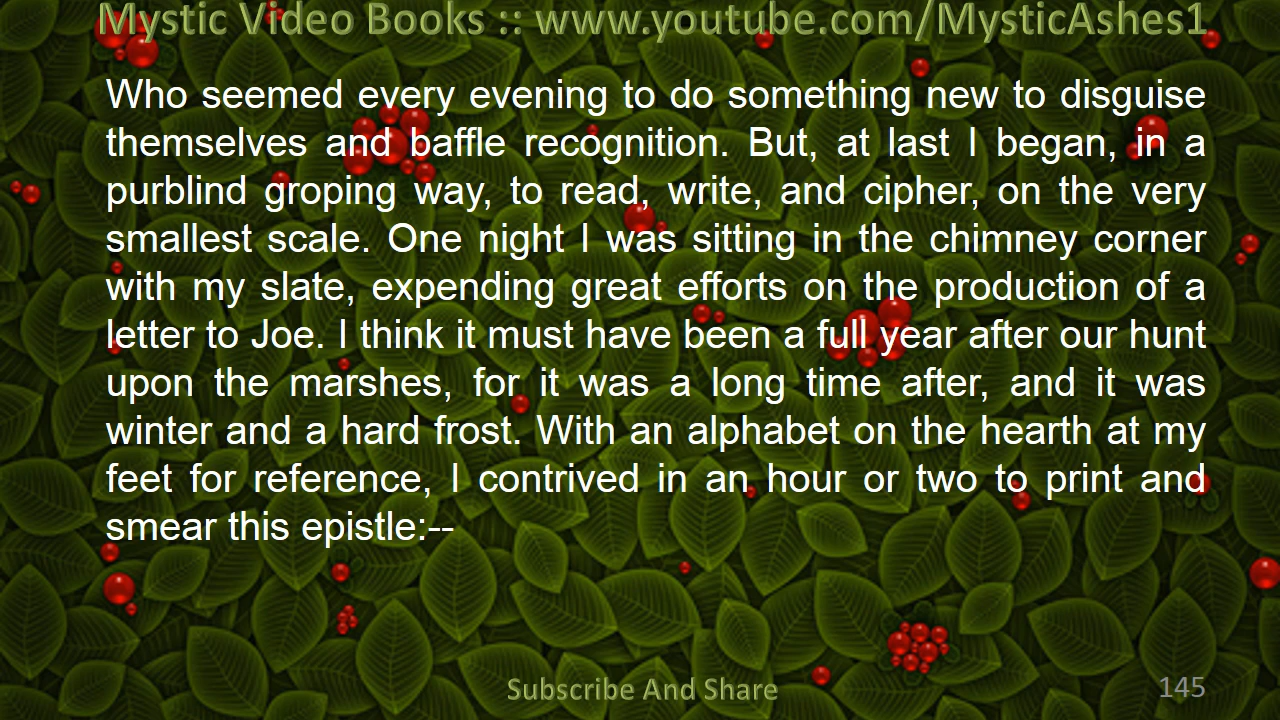 Mystic Video Books :: www.youtube.com/MysticAshes1
Who seemed every evening to do something new to disguise
themselves and baffle recognition. But, at last I began, in a
purblind groping way, to read, write, and cipher, on the very
smallest scale. One night I was sitting in the chimney corner
with my slate, expending great efforts on the production of a
letter to Joe. I think it must have been a full year after our hunt
upon the marshes, for it was a long time after, and it was
winter and a hard frost. With an alphabet on the hearth at my
feet for reference, I contrived in an hour or two to print and
smear this epistle:--
Subscribe And Share
145